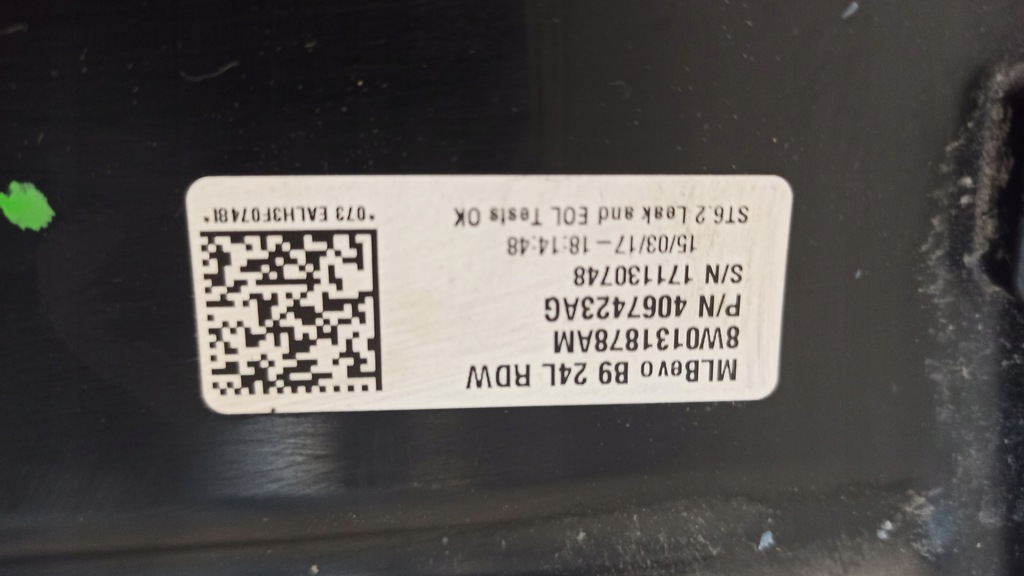 MLBevo B9 24L RDW
8W0131878AM
P/N 4067423AG
S/N 171130748
15/03/17-18:14:48
ST6.2 Leak and EOL Tests OK
*073 EALH3F0748I*